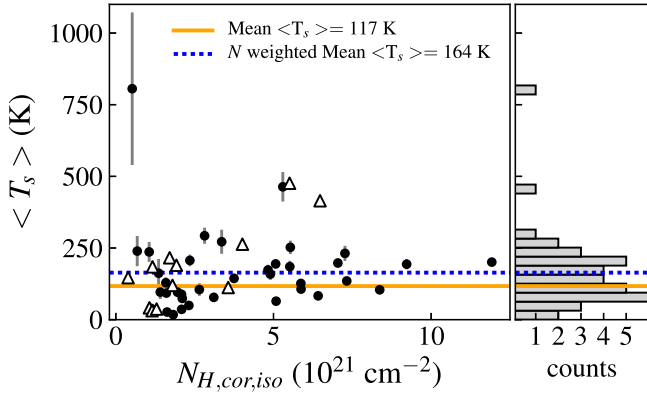 Mean <T_s>= 117 K
N weighted Mean <T_s>= 164 K
1000
750
500
250
0
< T_s > (K)
0 5 10
1 2 3 4 5
N_{H,cor,iso} (10^{21} cm^{−2})
counts